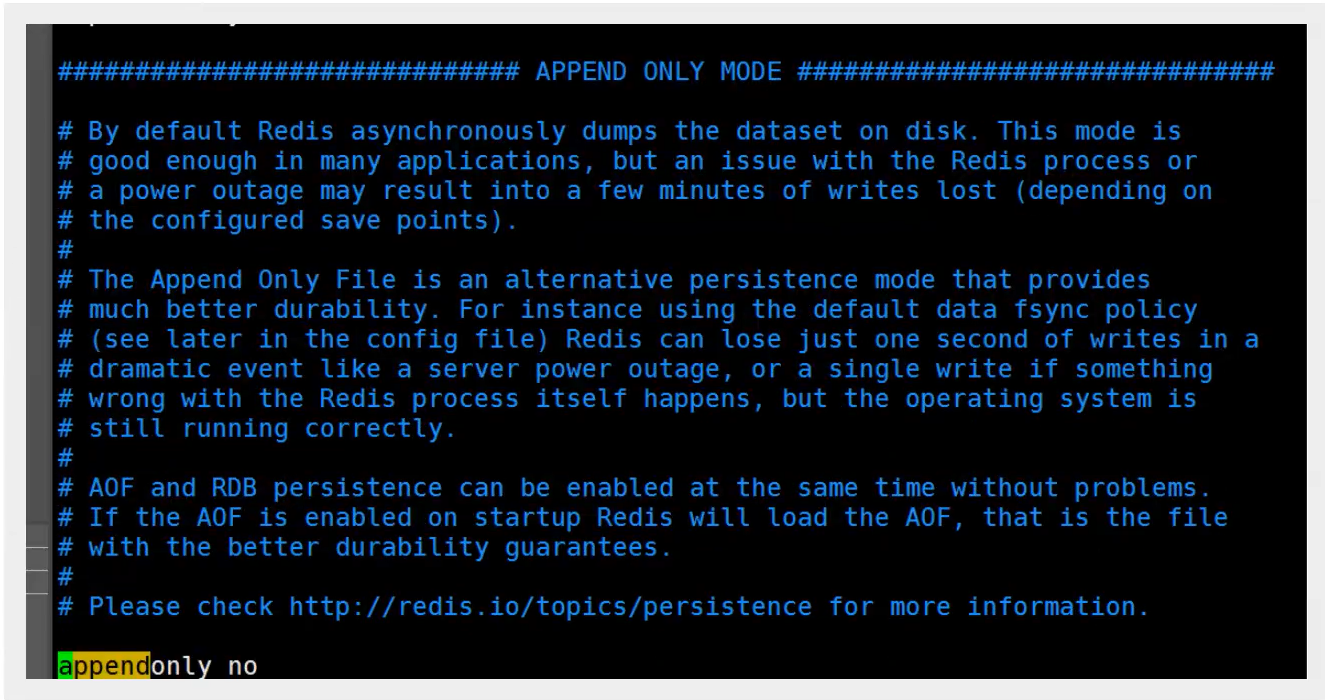 ############################## APPEND ONLY MODE ###############################
# By default Redis asynchronously dumps the dataset on disk. This mode is
# good enough in many applications, but an issue with the Redis process or
# a power outage may result into a few minutes of writes lost (depending on
# the configured save points).
#
# The Append Only File is an alternative persistence mode that provides
# much better durability. For instance using the default data fsync policy
# (see later in the config file) Redis can lose just one second of writes in a
# dramatic event like a server power outage, or a single write if something
# wrong with the Redis process itself happens, but the operating system is
# still running correctly.
#
# AOF and RDB persistence can be enabled at the same time without problems.
# If the AOF is enabled on startup Redis will load the AOF, that is the file
# with the better durability guarantees.
#
# Please check http://redis.io/topics/persistence for more information.
appendonly no